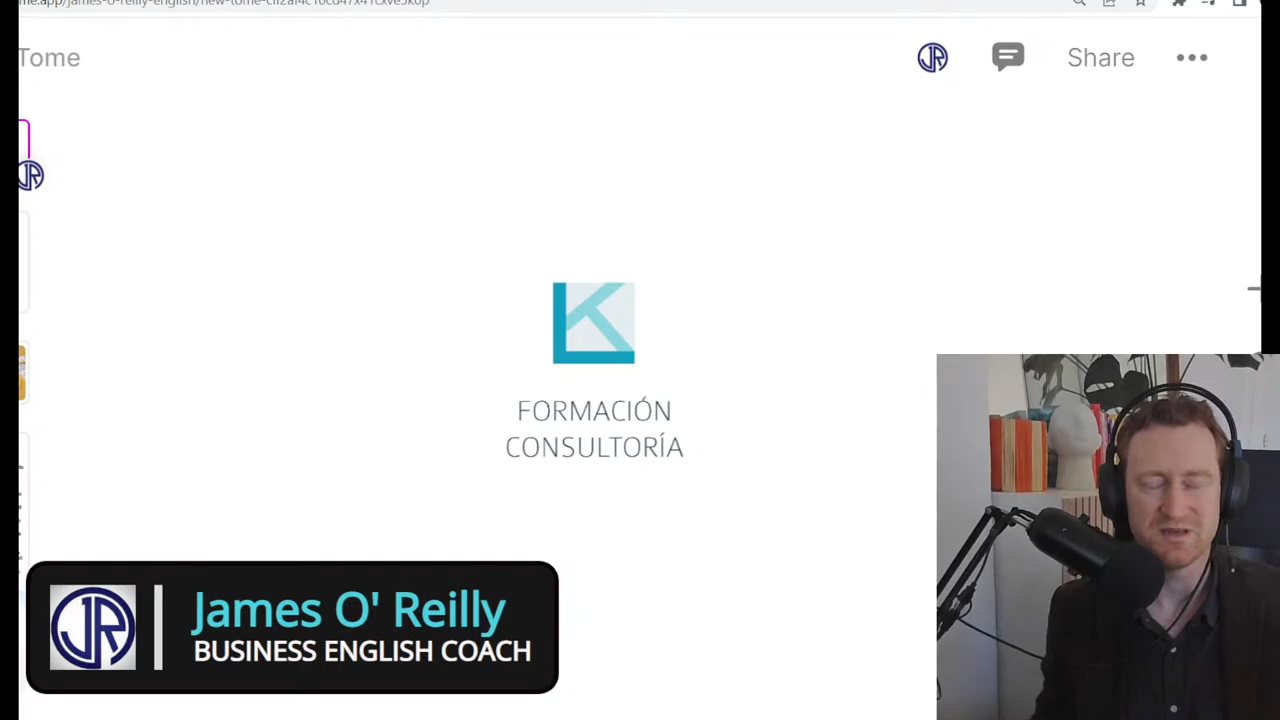 Tome
Share
FORMACIÓN
CONSULTORÍA
James O' Reilly
BUSINESS ENGLISH COACH